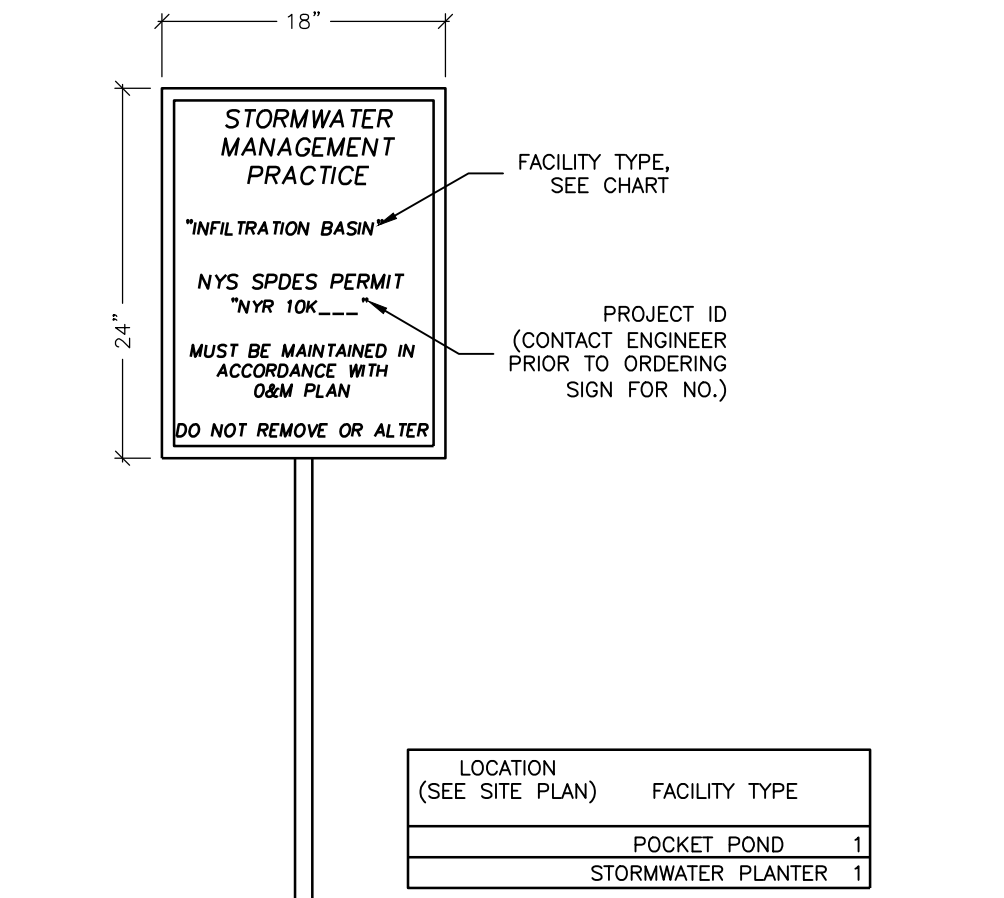 18"
STORMWATER
MANAGEMENT
PRACTICE
"INFILTRATION BASIN"
NYS SPDES PERMIT
"NYR 10K___"
MUST BE MAINTAINED IN
ACCORDANCE WITH
O&M PLAN
DO NOT REMOVE OR ALTER
24"
FACILITY TYPE,
SEE CHART
PROJECT ID
(CONTACT ENGINEER
PRIOR TO ORDERING
SIGN FOR NO.)
LOCATION
(SEE SITE PLAN) FACILITY TYPE
POCKET POND 1
STORMWATER PLANTER 1